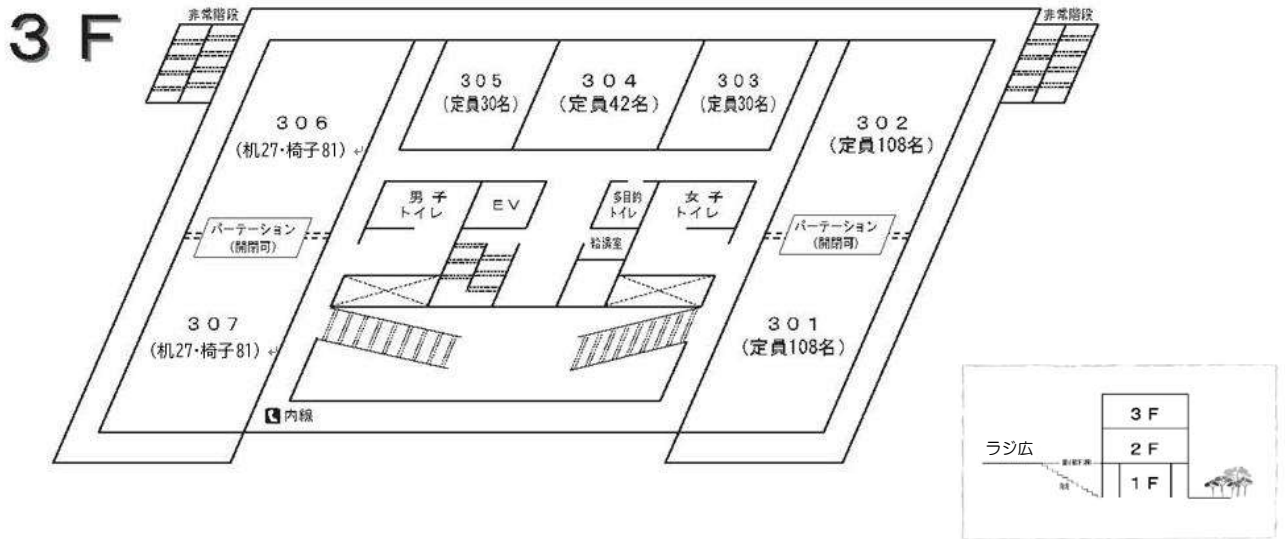 3 F
非常階段
非常階段
305
(定員30名)
304
(定員42名)
303
(定員30名)
306
(机27・椅子81)
302
(定員108名)
男子
トイレ
EV
多目的
トイレ
女子
トイレ
給湯室
パーテーション
(開閉可)
パーテーション
(開閉可)
307
(机27・椅子81)
301
(定員108名)
内線
3F
2F
1F
ラジ広